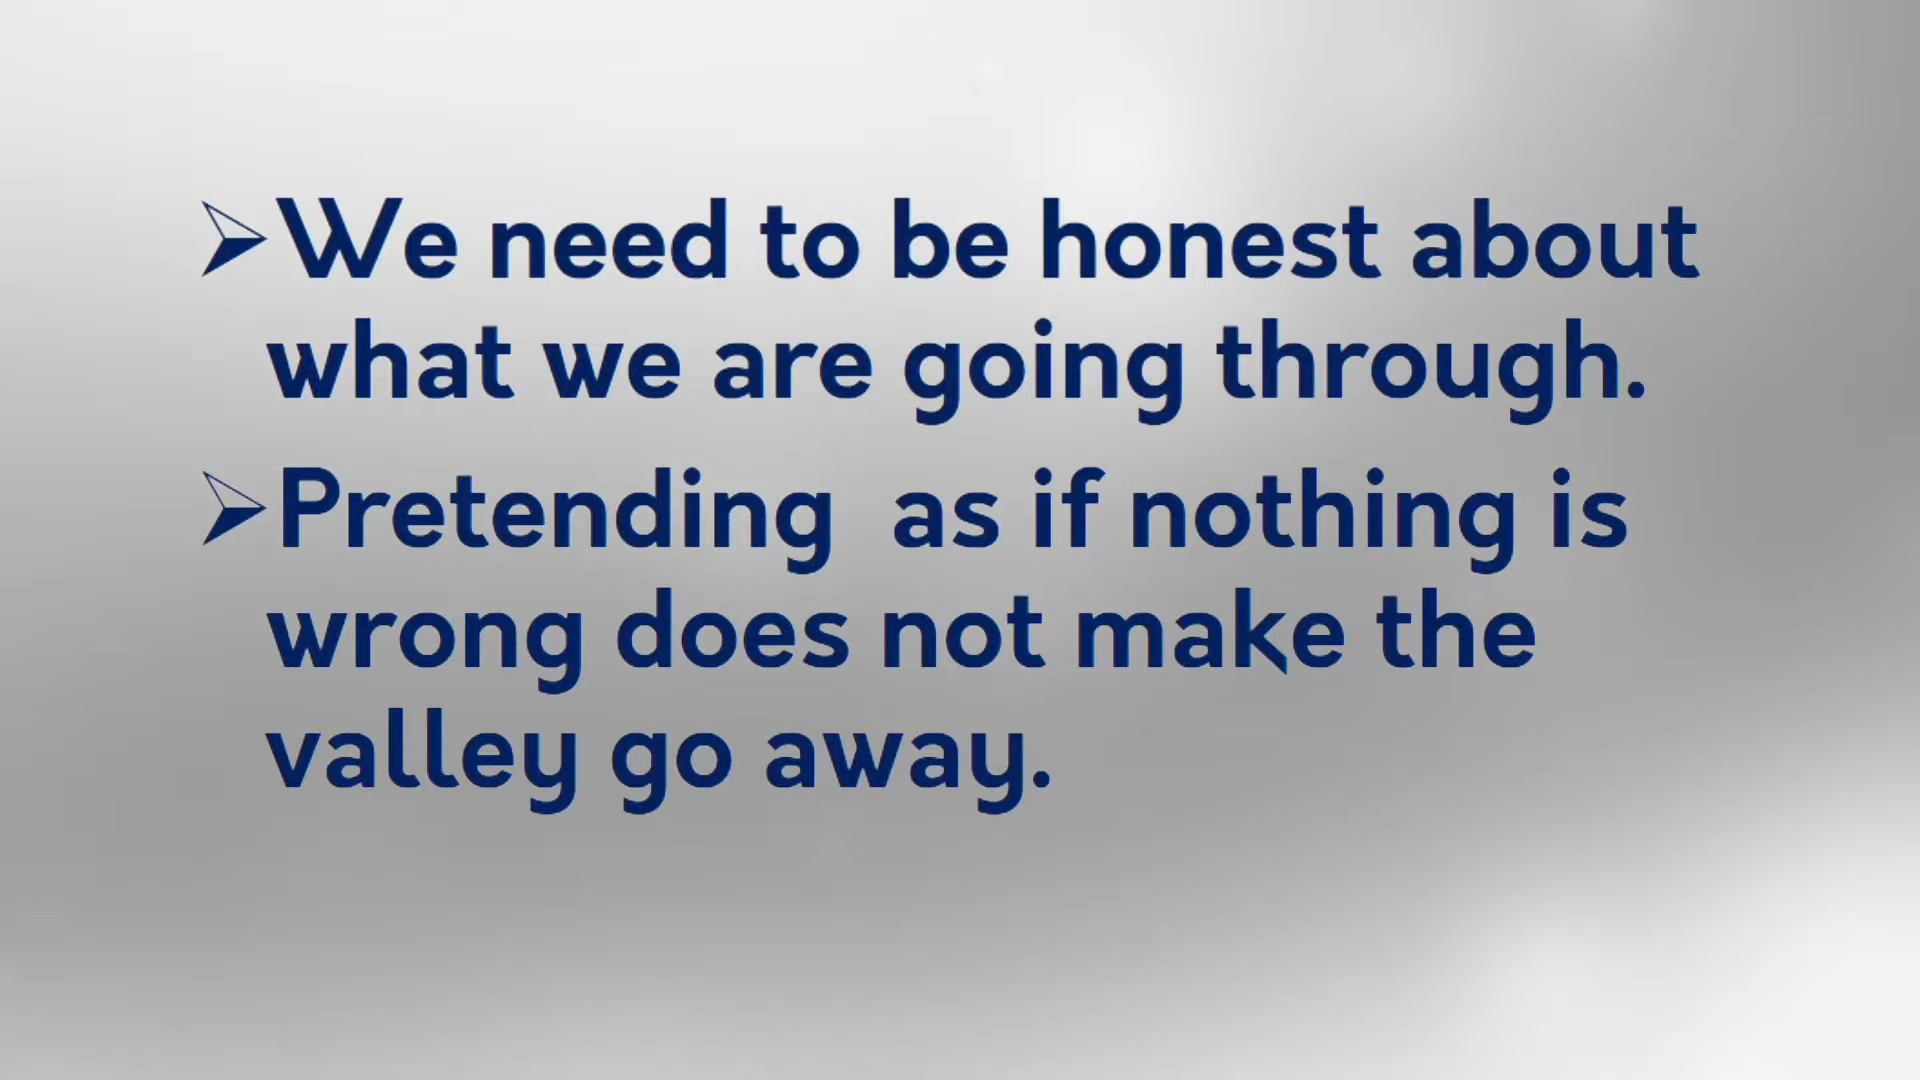 ➢We need to be honest about
what we are going through.
➢Pretending  as if nothing is
wrong does not make the
valley go away.